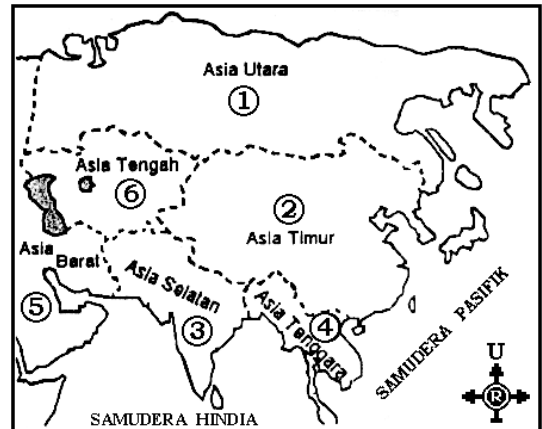 Asia Utara
①
Asia Tengah
⑥
②
Asia Timur
Asia
Barat
⑤
Asia Selatan
③
Asia Tenggara
④
SAMUDERA PASIFIK
SAMUDERA HINDIA
U
R